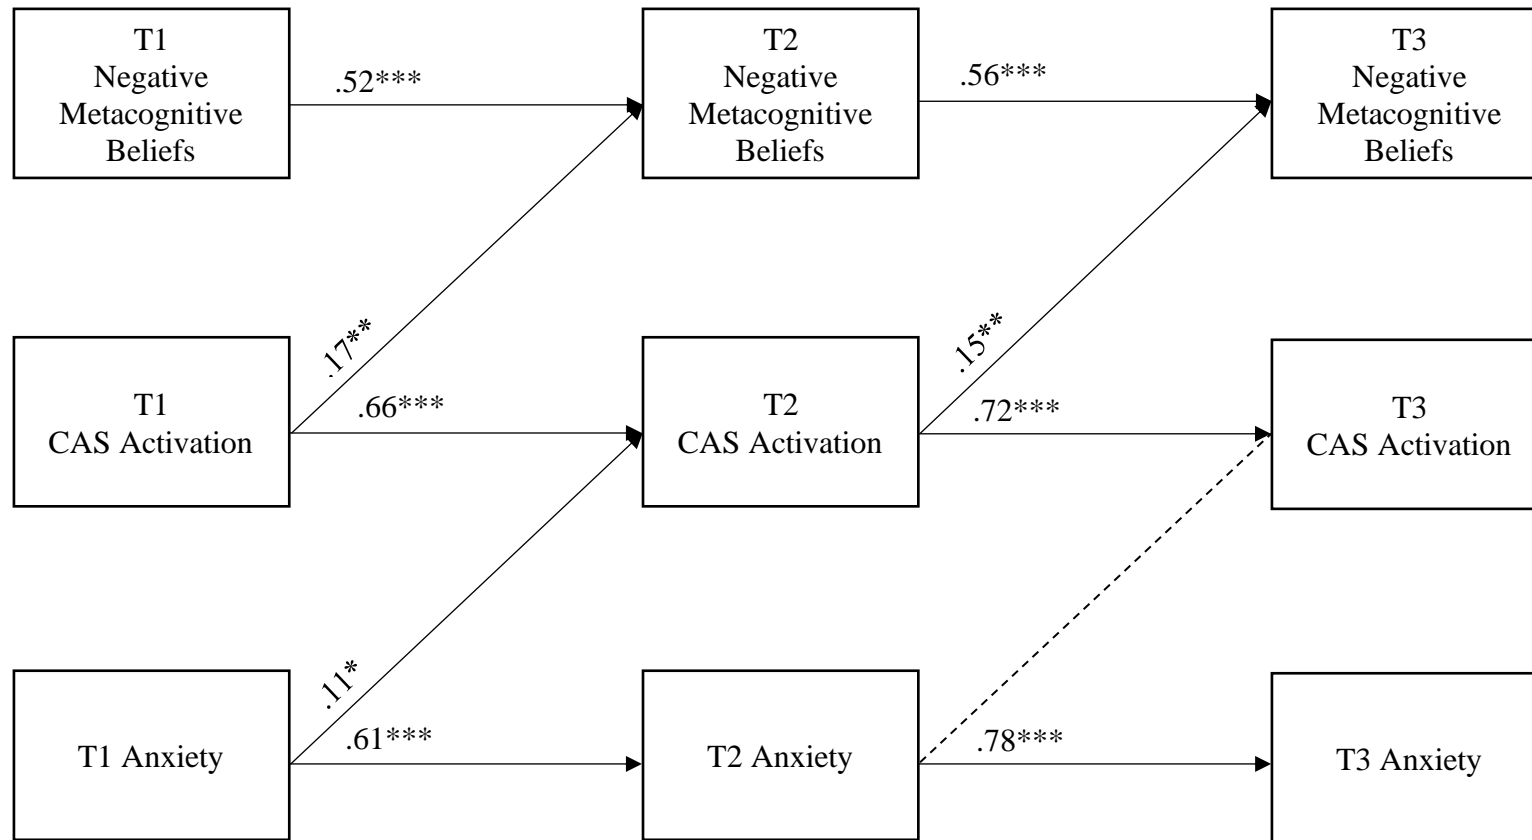 T1
Negative
Metacognitive
Beliefs
.52***
T2
Negative
Metacognitive
Beliefs
.56***
T3
Negative
Metacognitive
Beliefs
.17**
.15**
T1
CAS Activation
.66***
T2
CAS Activation
.72***
T3
CAS Activation
.11*
T1 Anxiety
.61***
T2 Anxiety
.78***
T3 Anxiety